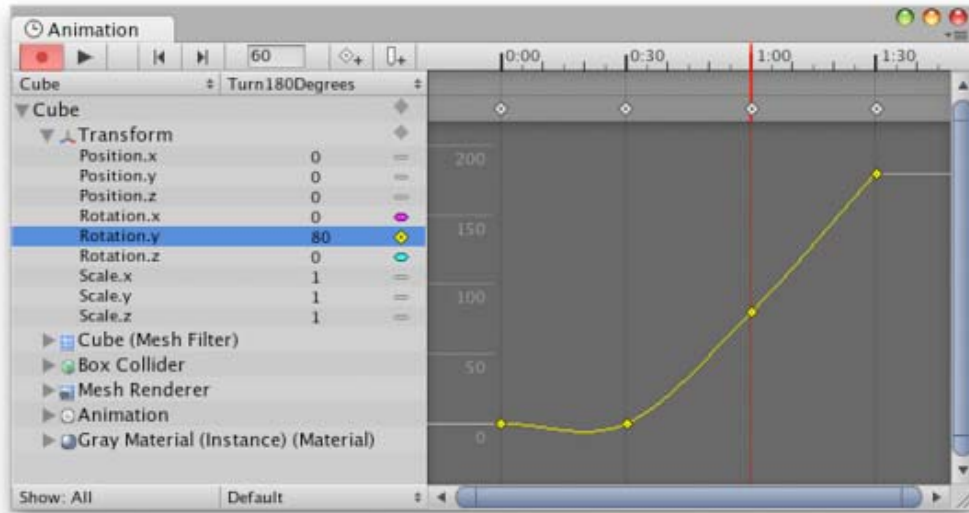 Animation
60 0:00 0:30 1:00 1:30
Cube Turn180Degrees
Cube
Transform
Position.x 0
Position.y 0
Position.z 0
Rotation.x 0
Rotation.y 80
Rotation.z 0
Scale.x 1
Scale.y 1
Scale.z 1
Cube (Mesh Filter)
Box Collider
Mesh Renderer
Animation
Gray Material (Instance) (Material)
Show: All Default
200
150
100
50
0